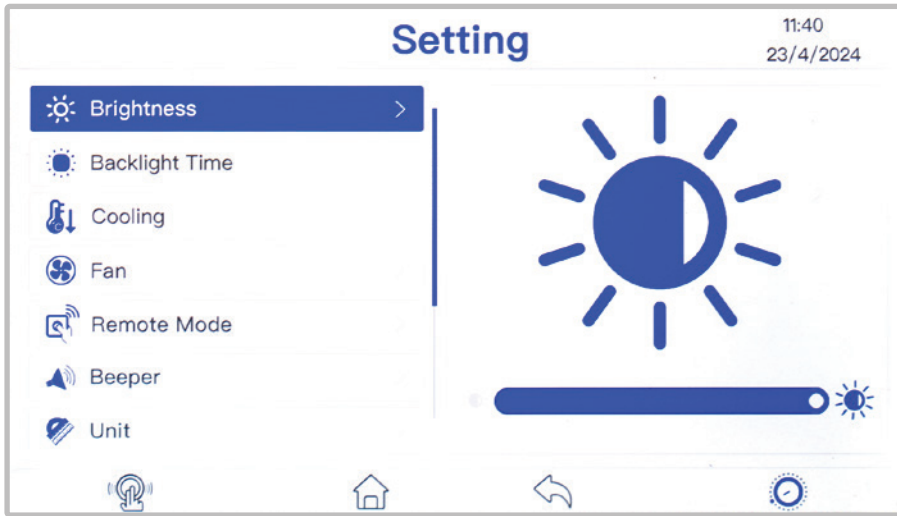 Setting
11:40
23/4/2024
Brightness
Backlight Time
Cooling
Fan
Remote Mode
Beeper
Unit